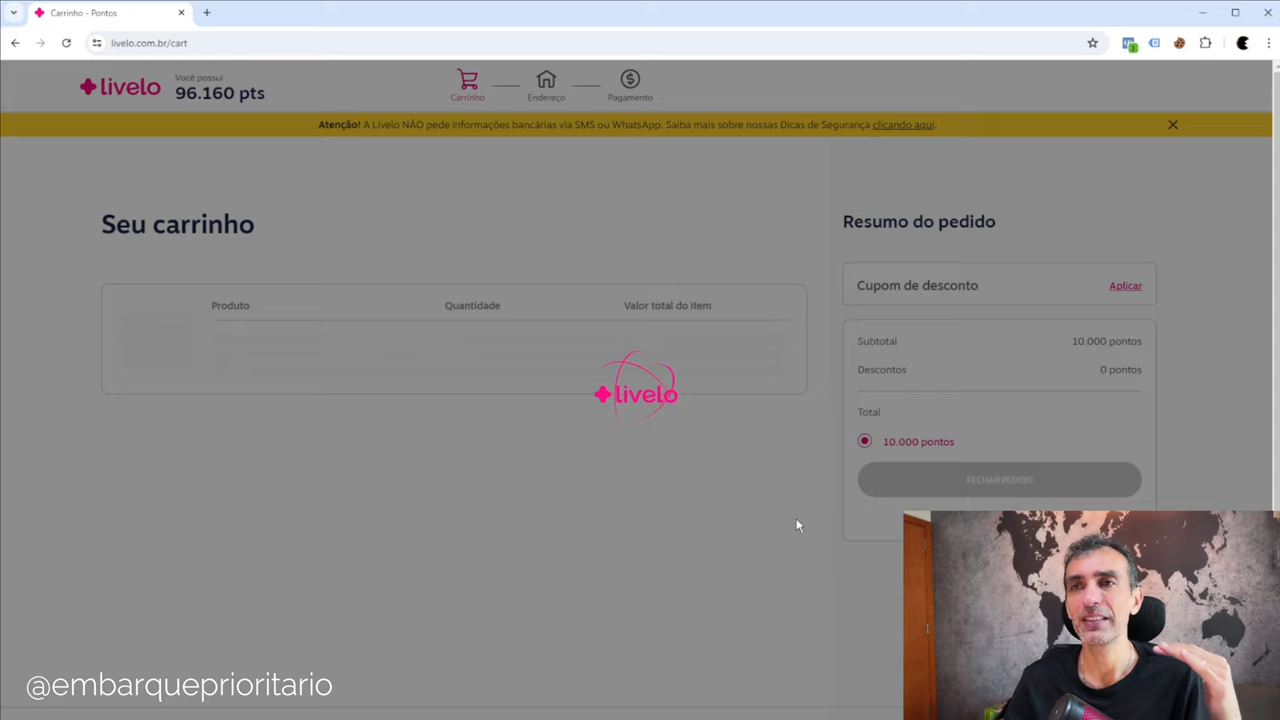 Carrinho - Pontos
livelo.com.br/cart
livelo
Você possui
96.160 pts
Carrinho
Endereço
Pagamento
Atenção! A Livelo NÃO pede informações bancárias via SMS ou WhatsApp. Saiba mais sobre nossas Dicas de Segurança clicando aqui.
Seu carrinho
Produto
Quantidade
Valor total do item
livelo
Resumo do pedido
Cupom de desconto
Aplicar
Subtotal
10.000 pontos
Descontos
0 pontos
Total
10.000 pontos
FECHAR PEDIDO
@embarqueprioritario